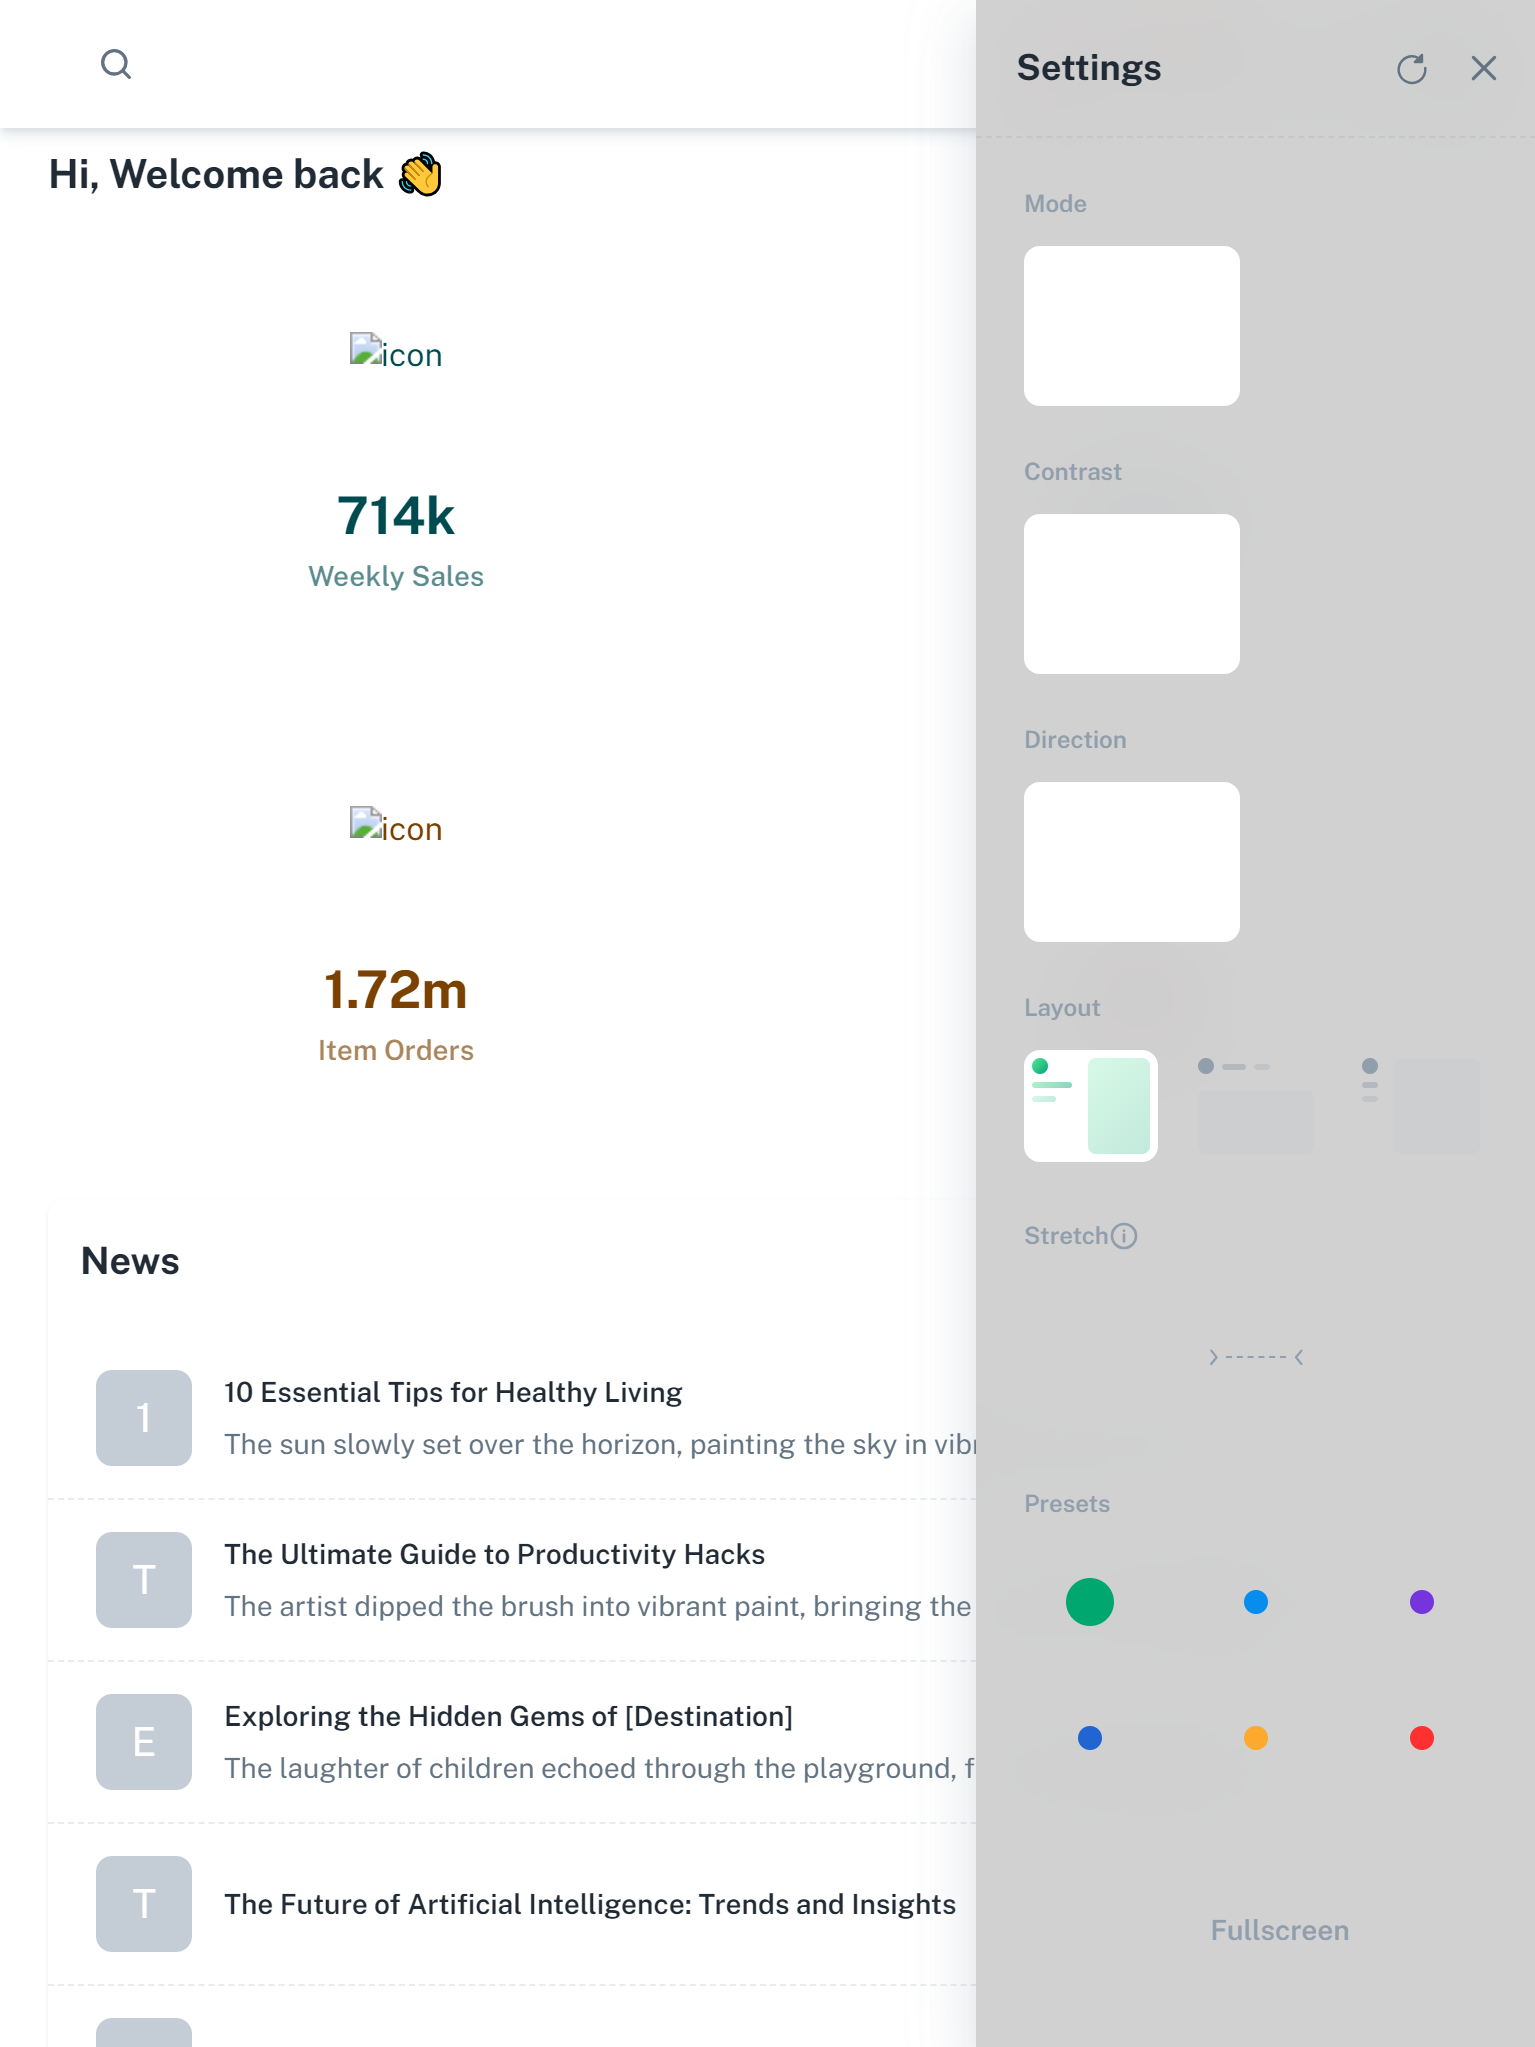 Hi, Welcome back 👋
icon
714k
Weekly Sales
icon
1.72m
Item Orders
News
1
10 Essential Tips for Healthy Living
The sun slowly set over the horizon, painting the sky in vibr
T
The Ultimate Guide to Productivity Hacks
The artist dipped the brush into vibrant paint, bringing the
E
Exploring the Hidden Gems of [Destination]
The laughter of children echoed through the playground, f
T
The Future of Artificial Intelligence: Trends and Insights
Settings
Mode
Contrast
Direction
Layout
Stretch
Presets
Fullscreen